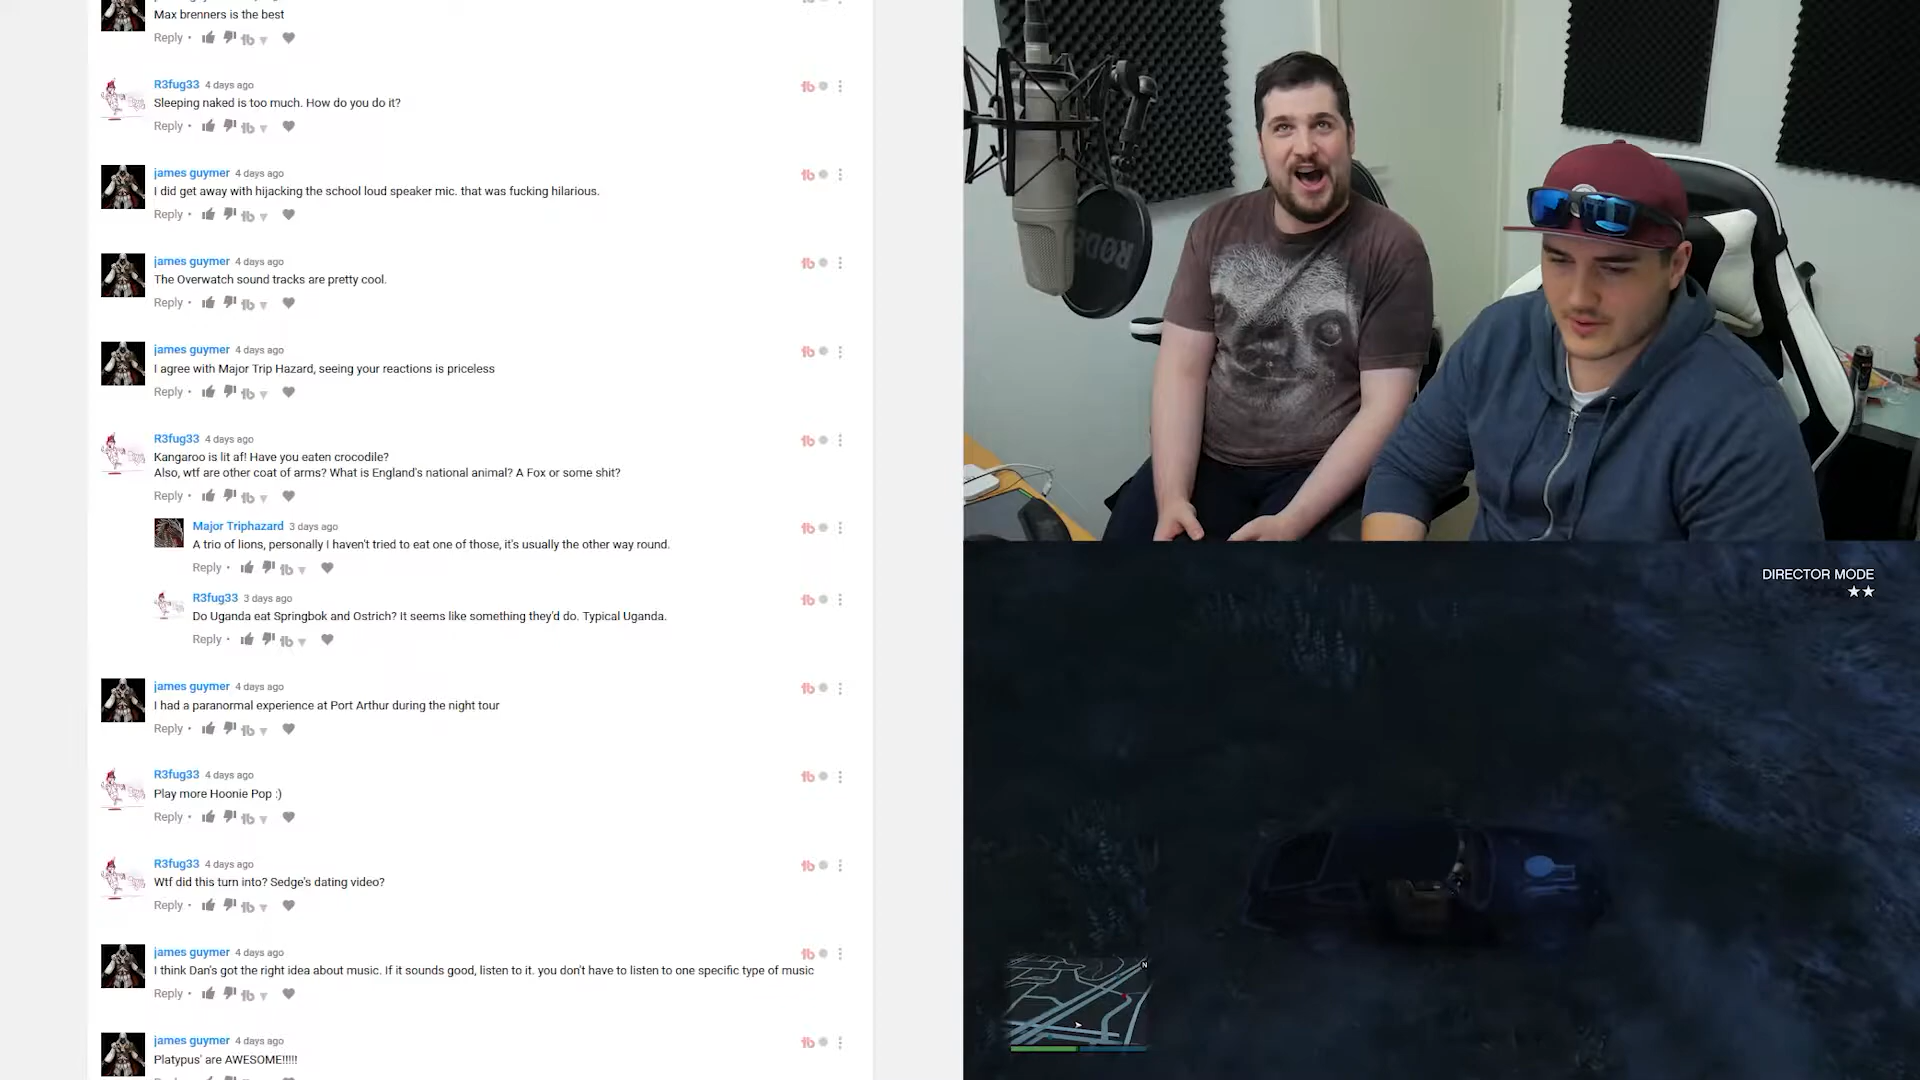 Max brenners is the best
Reply •
R3fug33 4 days ago
Sleeping naked is too much. How do you do it?
Reply •
james guymer 4 days ago
I did get away with hijacking the school loud speaker mic. that was fucking hilarious.
Reply •
james guymer 4 days ago
The Overwatch sound tracks are pretty cool.
Reply •
james guymer 4 days ago
I agree with Major Trip Hazard, seeing your reactions is priceless
Reply •
R3fug33 4 days ago
Kangaroo is lit af! Have you eaten crocodile?
Also, wtf are other coat of arms? What is England's national animal? A Fox or some shit?
Reply •
Major Triphazard 3 days ago
A trio of lions, personally I haven't tried to eat one of those, it's usually the other way round.
Reply •
R3fug33 3 days ago
Do Uganda eat Springbok and Ostrich? It seems like something they'd do. Typical Uganda.
Reply •
james guymer 4 days ago
I had a paranormal experience at Port Arthur during the night tour
Reply •
R3fug33 4 days ago
Play more Hoonie Pop :)
Reply •
R3fug33 4 days ago
Wtf did this turn into? Sedge's dating video?
Reply •
james guymer 4 days ago
I think Dan's got the right idea about music. If it sounds good, listen to it. you don't have to listen to one specific type of music
Reply •
james guymer 4 days ago
Platypus' are AWESOME!!!!!
RØDE
DIRECTOR MODE
N